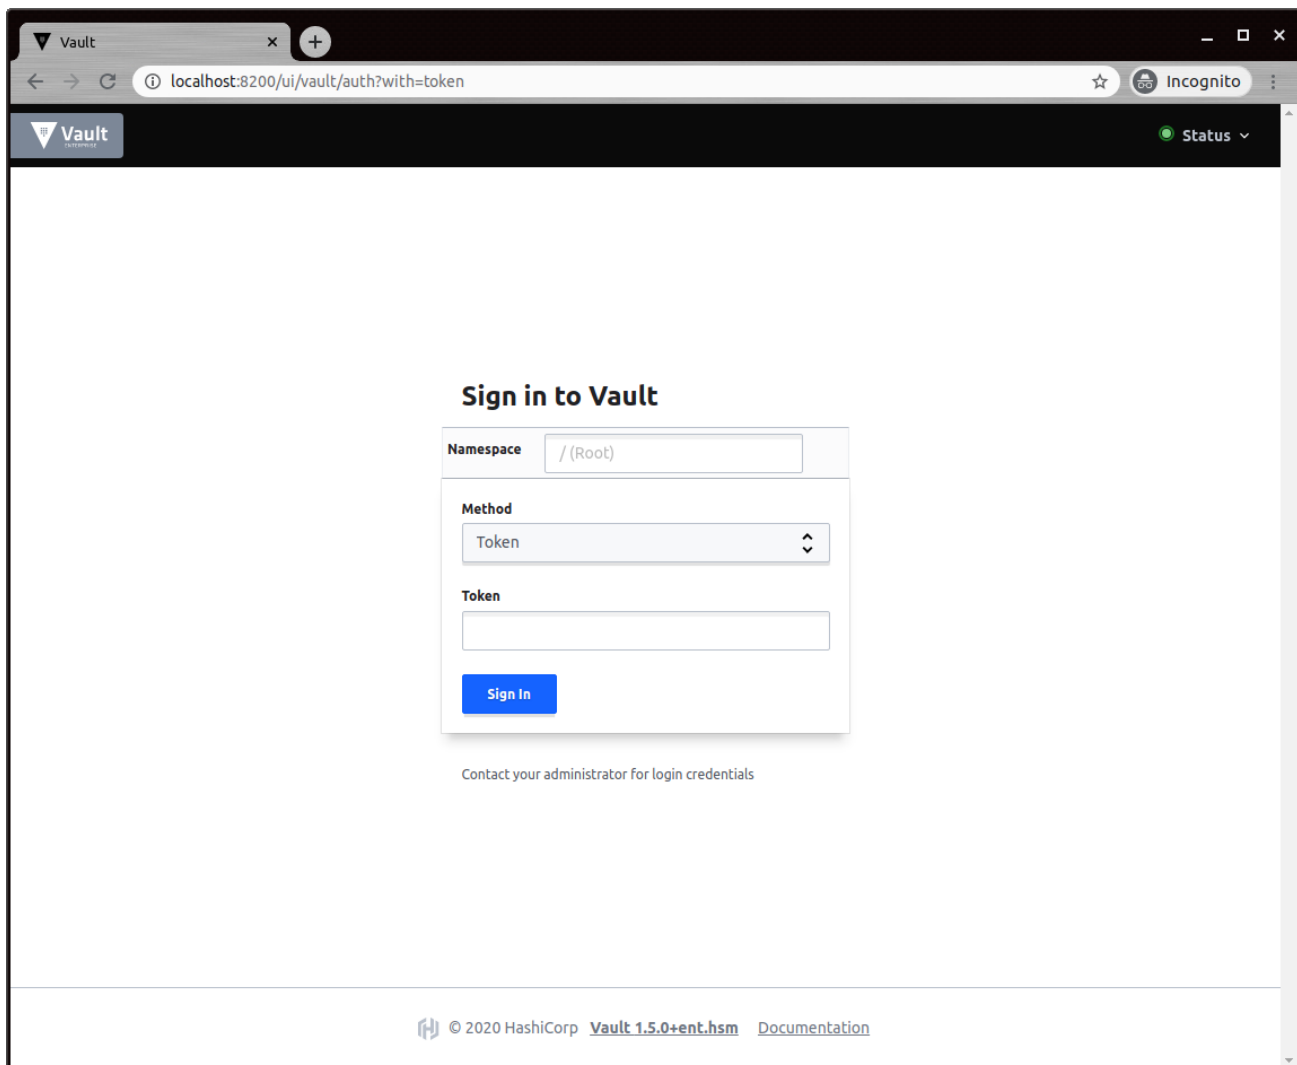 Vault
localhost:8200/ui/vault/auth?with=token
Incognito
Vault
ENTERPRISE
Status
Sign in to Vault
Namespace
/ (Root)
Method
Token
Token
Sign In
Contact your administrator for login credentials
© 2020 HashiCorp Vault 1.5.0+ent.hsm Documentation